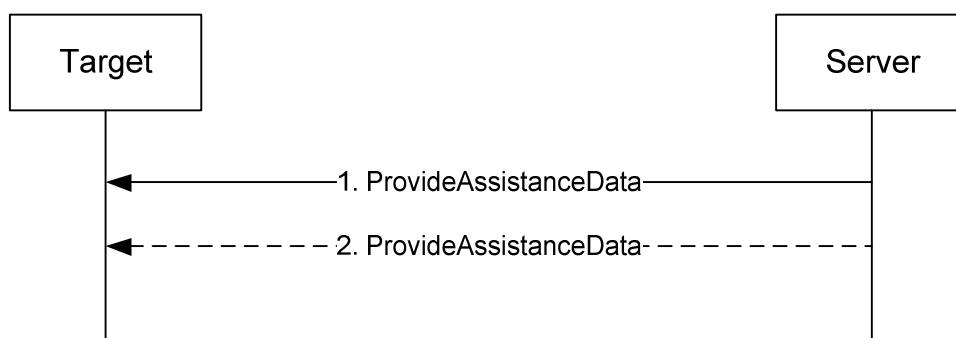 Target
Server
1. ProvideAssistanceData
2. ProvideAssistanceData